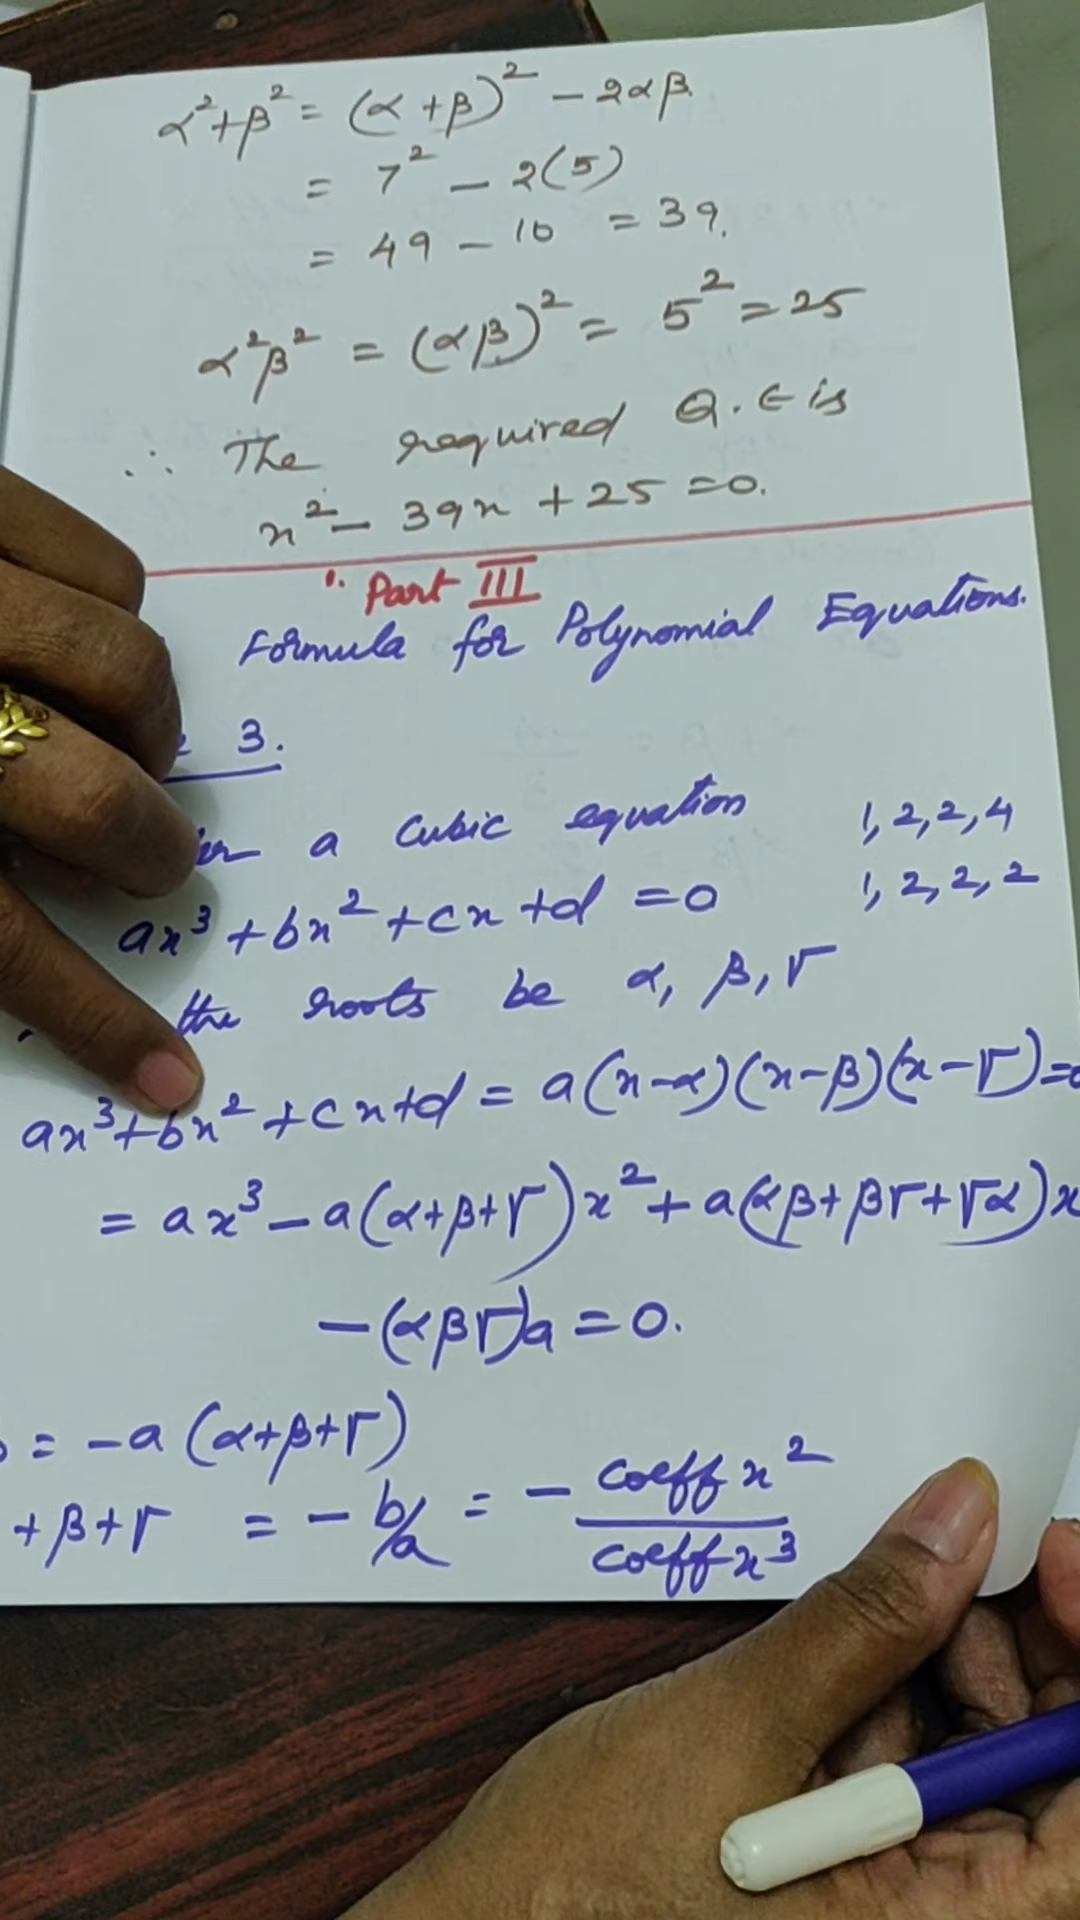 α²+β² = (α+β)² − 2αβ
= 7² − 2(5)
= 49 − 10 = 39.
α²β² = (αβ)² = 5² = 25
∴ The required Q.E is
x² − 39x + 25 = 0.
Part III
Formula for Polynomial Equations.
3.
a cubic equation 1, 2, 2, 4
ax³ + bx² + cx + d = 0 1, 2, 2, 2
the roots be α, β, γ
ax³ + bx² + cx + d = a(x−α)(x−β)(x−γ)=0
= ax³ − a(α+β+γ)x² + a(αβ+βγ+γα)x
−(αβγ)a = 0.
= −a(α+β+γ)
+β+γ = −b/a = − coeff x² / coeff x³